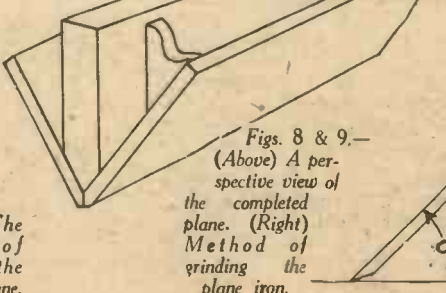 Figs. 8 & 9.—
(Above) A per-
spective view of
the completed
plane. (Right)
Method of
grinding the
plane iron.
of
the